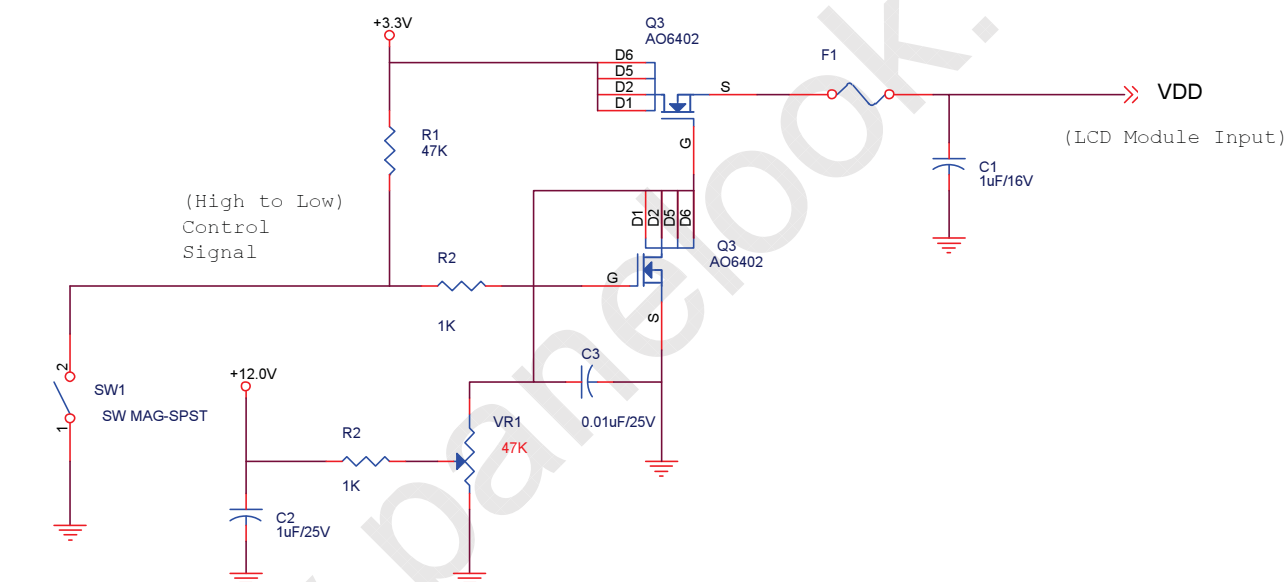 +3.3V
Q3
AO6402
D6
D5
D2
D1
S
G
F1
VDD
(LCD Module Input)
R1
47K
C1
1uF/16V
(High to Low)
Control
Signal
D1
D2
D5
D6
Q3
AO6402
R2
1K
G
S
2
1
SW1
SW MAG-SPST
+12.0V
C3
0.01uF/25V
R2
1K
VR1
47K
C2
1uF/25V
panelook.